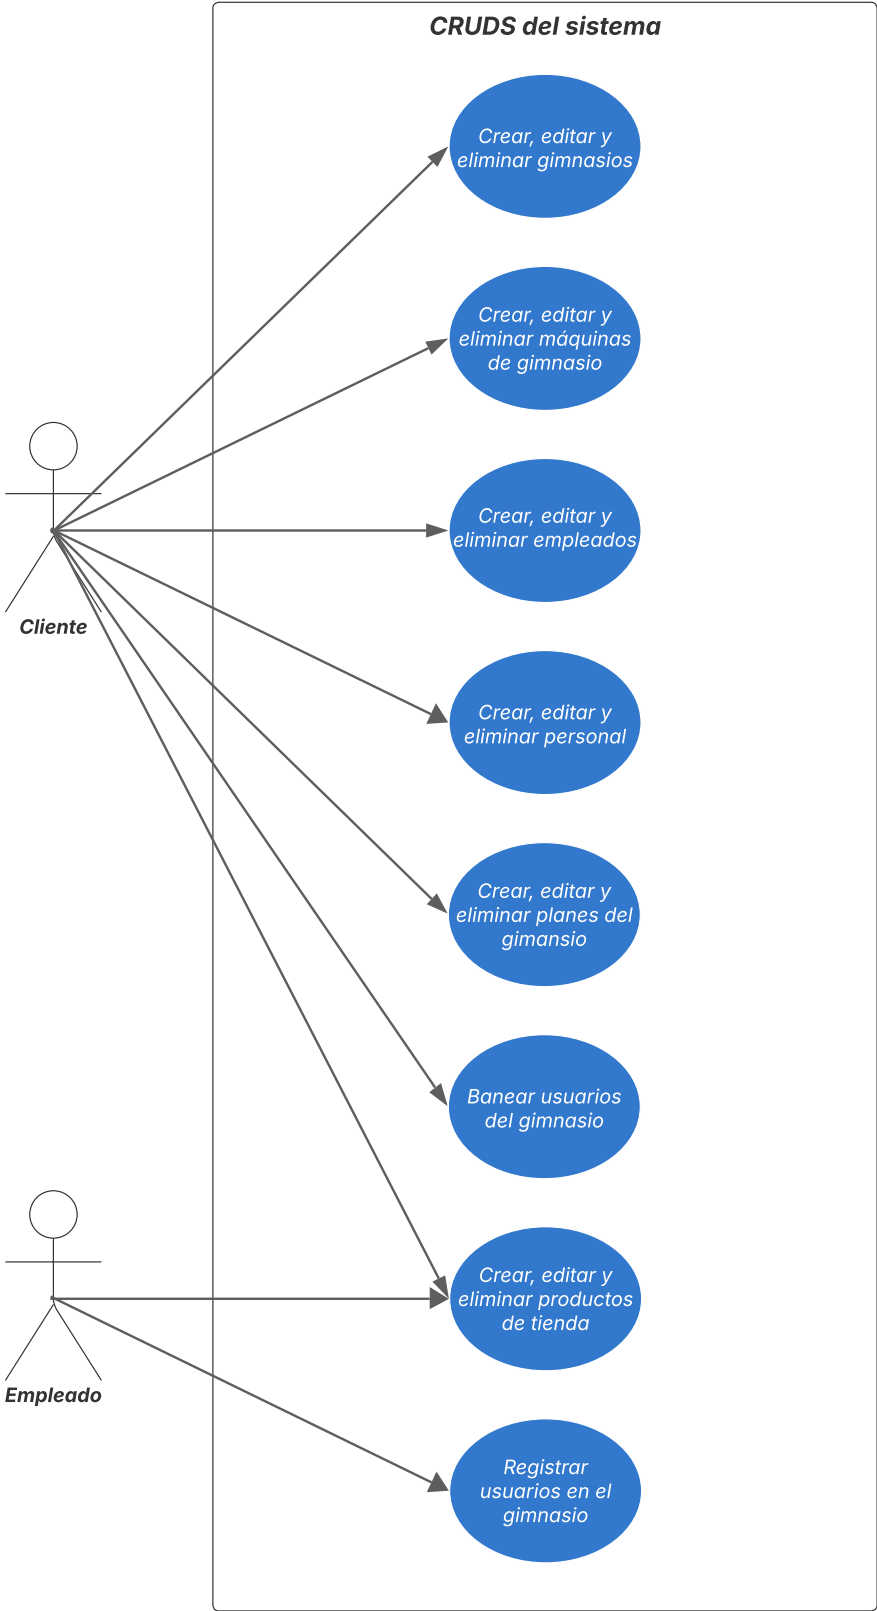 CRUDS del sistema
Crear, editar y
eliminar gimnasios
Crear, editar y
eliminar máquinas
de gimnasio
Crear, editar y
eliminar empleados
Cliente
Crear, editar y
eliminar personal
Crear, editar y
eliminar planes del
gimansio
Banear usuarios
del gimnasio
Crear, editar y
eliminar productos
de tienda
Empleado
Registrar
usuarios en el
gimnasio